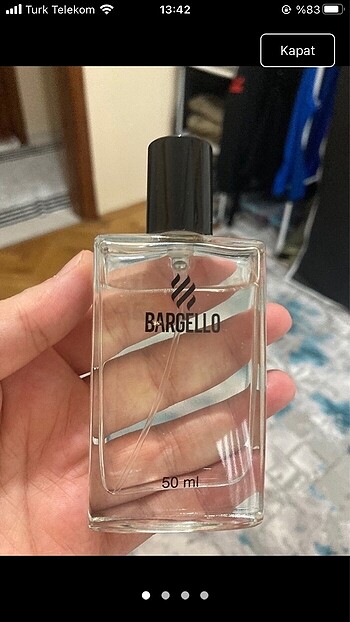 Turk Telekom
13:42
%83
Kapat
BARGELLO
50 ml